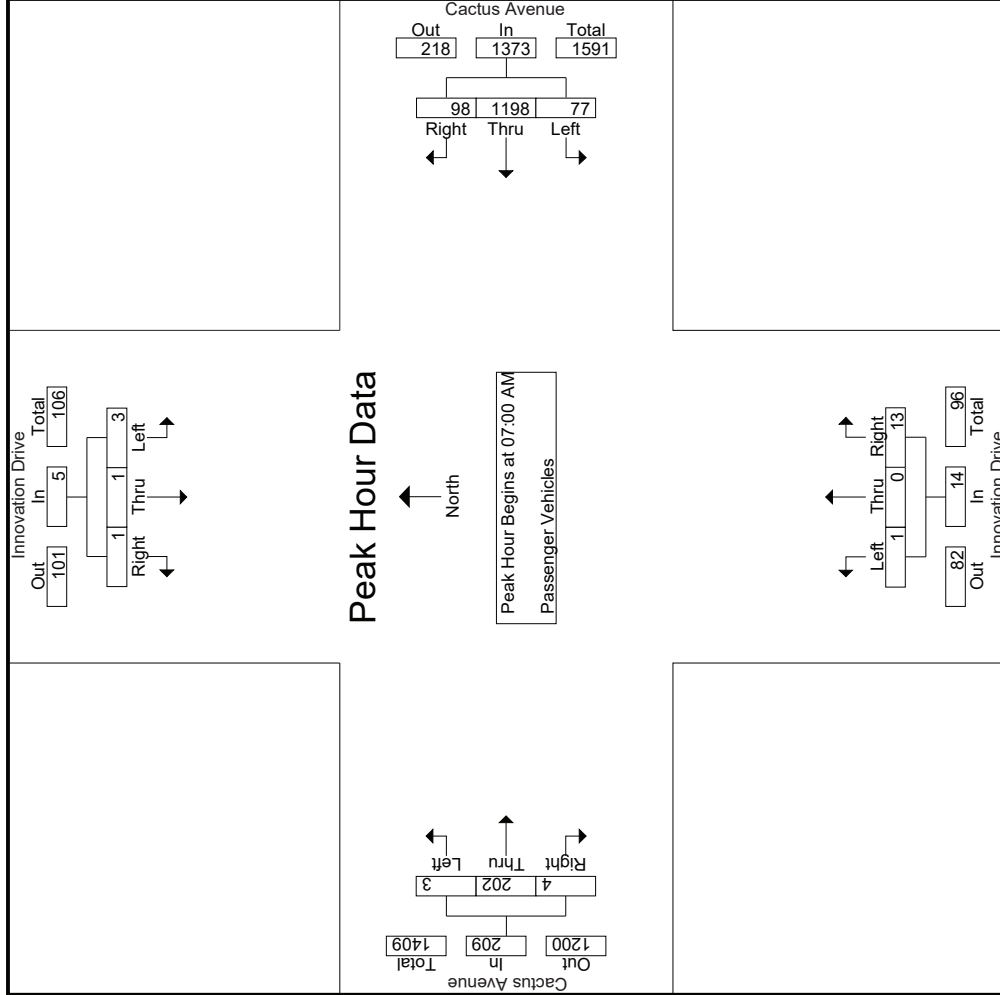 Cactus Avenue
Out In Total
218 1373 1591
98 1198 77
Right Thru Left
Innovation Drive
Out In Total
101 5 106
1 1 3
Right Thru Left
Peak Hour Data
North
Peak Hour Begins at 07:00 AM
Passenger Vehicles
Left Thru Right
1 0 13
82 14 96
Out In Total
Innovation Drive
Left Thru Right
3 202 4
1409 209 1200
Total In Out
Cactus Avenue